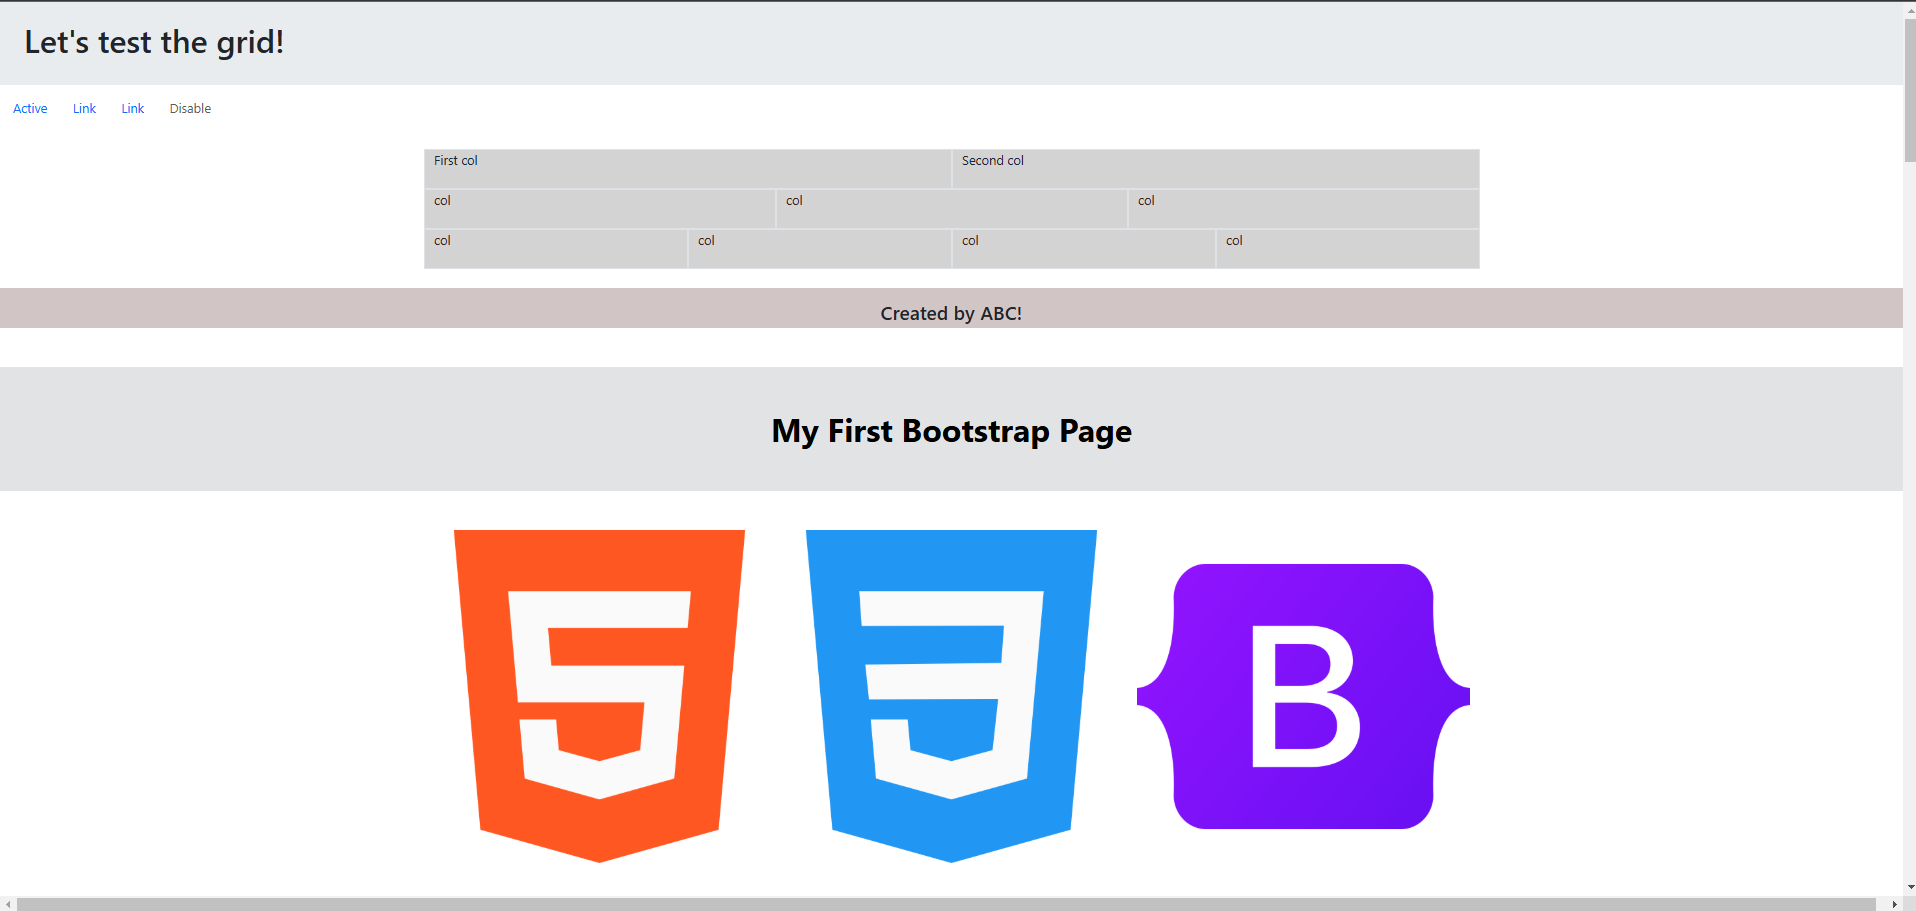 Let's test the grid!
Active Link Link Disable
First col Second col
col col col
col col col col
Created by ABC!
My First Bootstrap Page
5 3 B